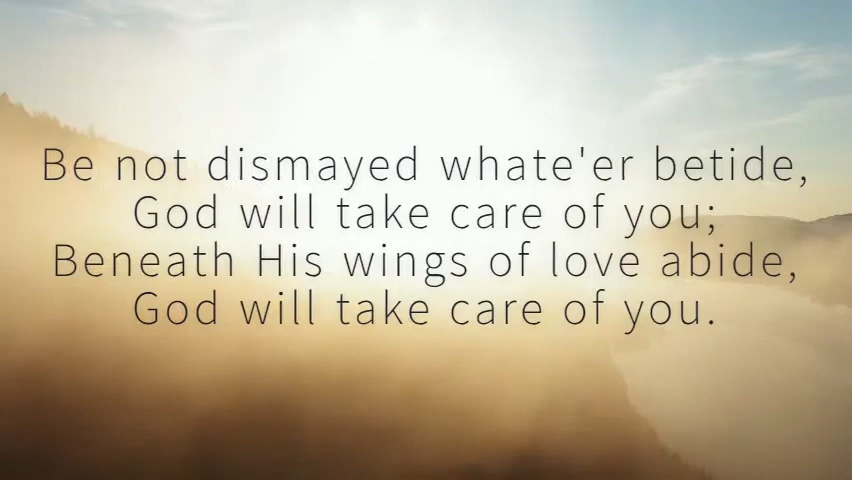 Be not dismayed whate'er betide,
God will take care of you;
Beneath His wings of love abide,
God will take care of you.